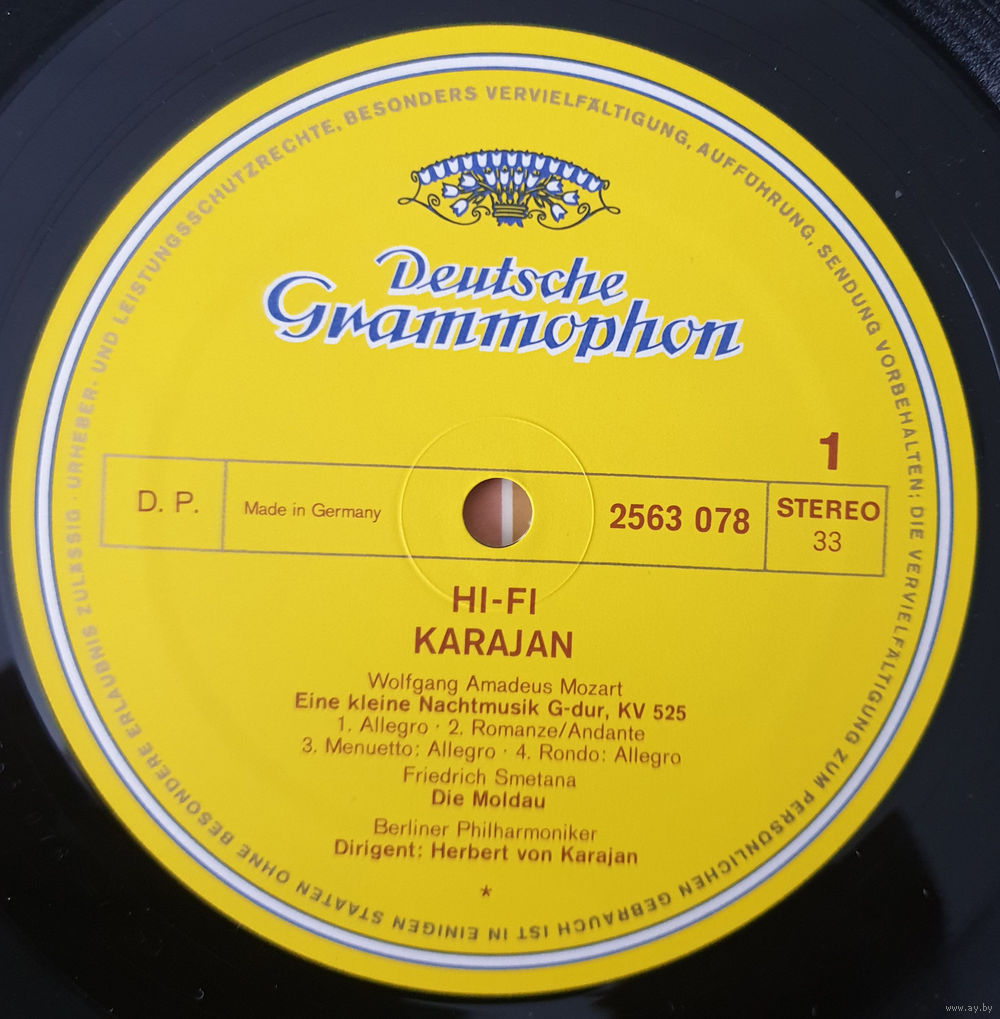 URHEBER- UND LEISTUNGSSCHUTZRECHTE, BESONDERS VERVIELFÄLTIGUNG, AUFFÜHRUNG, SENDUNG VORBEHALTEN; DIE VERVIELFÄLTIGUNG ZUM PERSÖNLICHEN GEBRAUCH IST IN EINIGEN STAATEN OHNE BESONDERE ERLAUBNIS ZULÄSSIG ·
Deutsche
Grammophon
1
D. P.
Made in Germany
2563 078
STEREO
33
HI-FI
KARAJAN
Wolfgang Amadeus Mozart
Eine kleine Nachtmusik G-dur, KV 525
1. Allegro · 2. Romanze/Andante
3. Menuetto: Allegro · 4. Rondo: Allegro
Friedrich Smetana
Die Moldau
Berliner Philharmoniker
Dirigent: Herbert von Karajan
*
www.ay.by